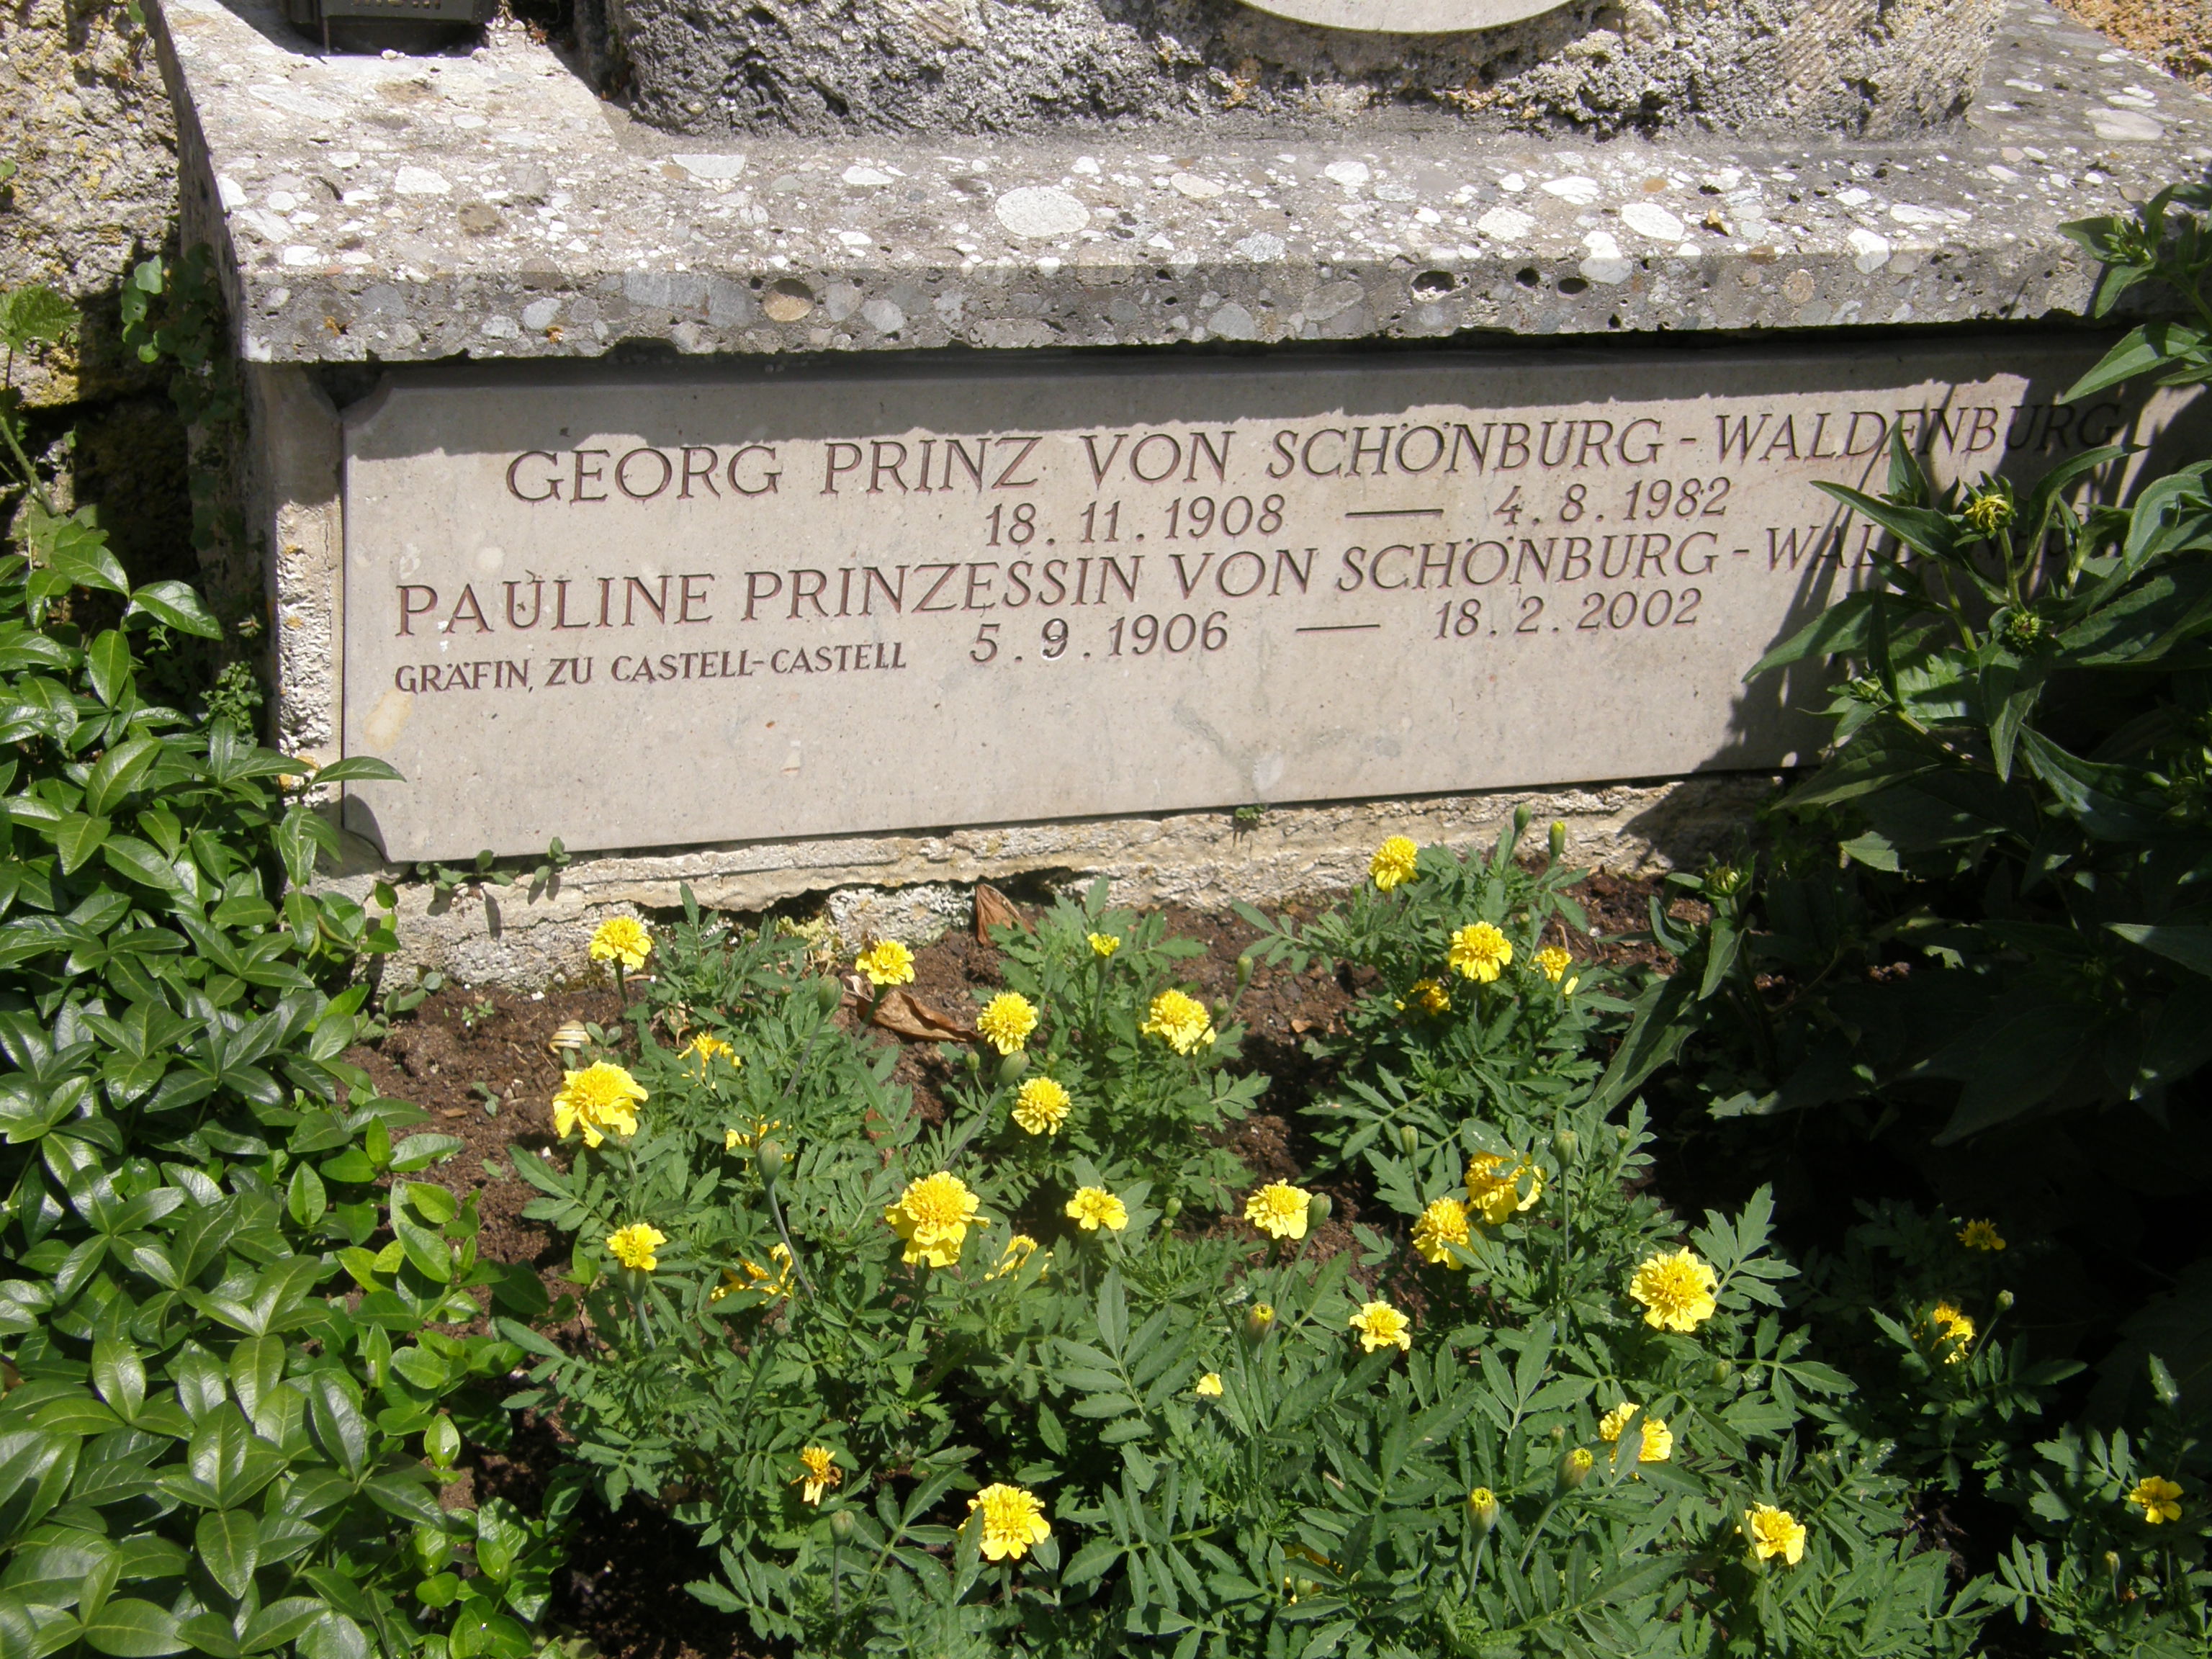 GEORG PRINZ VON SCHÖNBURG-WALDENBURG
18.11.1908 — 4.8.1982
PAULINE PRINZESSIN VON SCHÖNBURG-WALDENBURG
GRÄFIN, ZU CASTELL-CASTELL 5.9.1906 — 18.2.2002